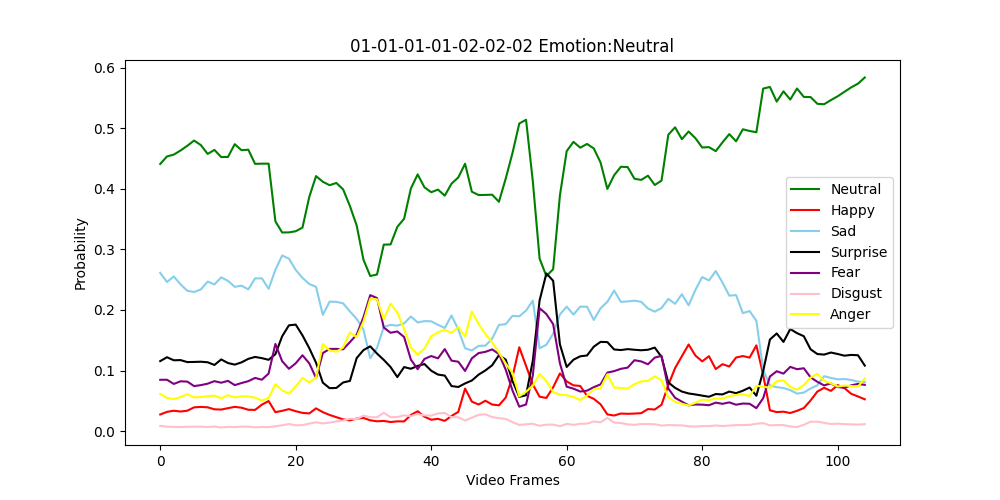 01-01-01-01-02-02-02 Emotion:Neutral
0.6
0.5
0.4
0.3
0.2
0.1
0.0
Probability
Neutral
Happy
Sad
Surprise
Fear
Disgust
Anger
0 20 40 60 80 100
Video Frames